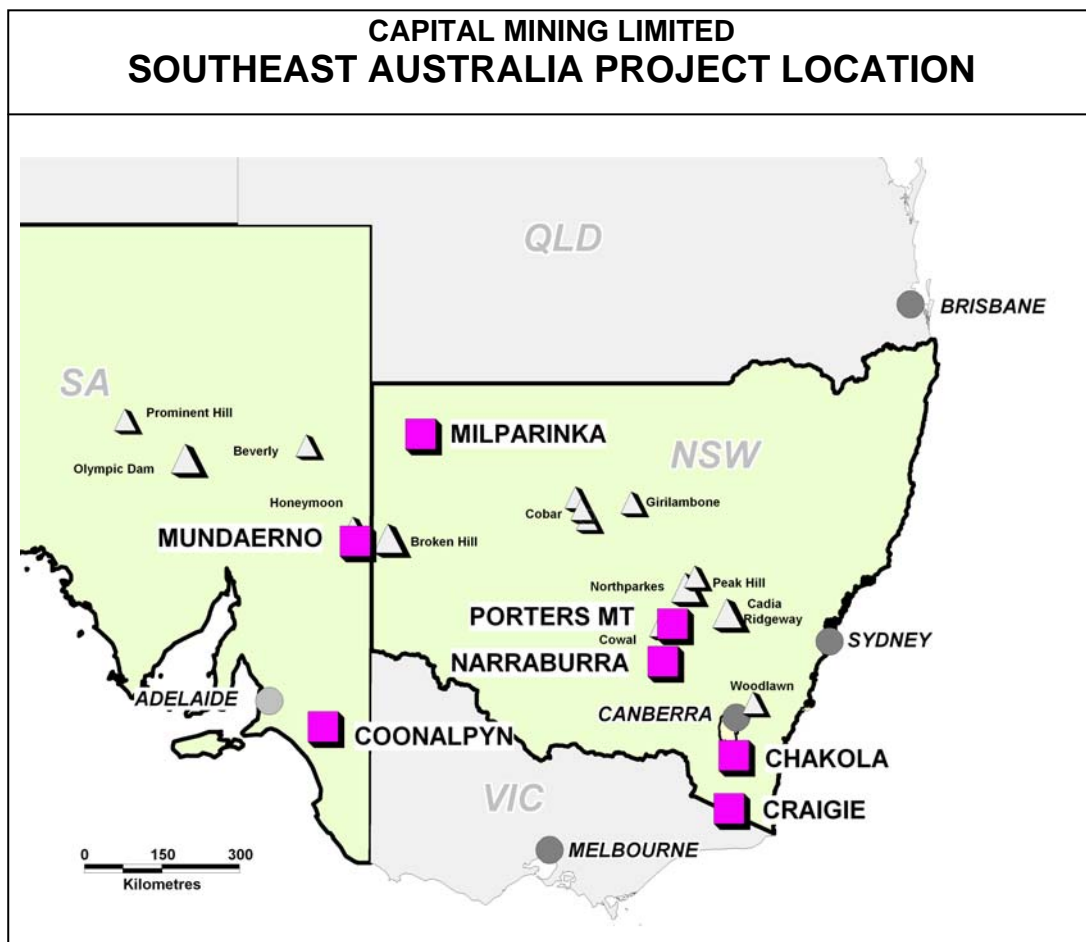 CAPITAL MINING LIMITED
SOUTHEAST AUSTRALIA PROJECT LOCATION
QLD
BRISBANE
SA
Prominent Hill
Olympic Dam
Beverly
MILPARINKA
NSW
Honeymoon
Cobar
Girilambone
MUNDAERNO
Broken Hill
Northparkes
Peak Hill
PORTERS MT
Cadia
Ridgeway
Cowal
SYDNEY
NARRABURRA
ADELAIDE
Woodlawn
CANBERRA
COONALPYN
CHAKOLA
VIC
CRAIGIE
MELBOURNE
0 150 300
Kilometres